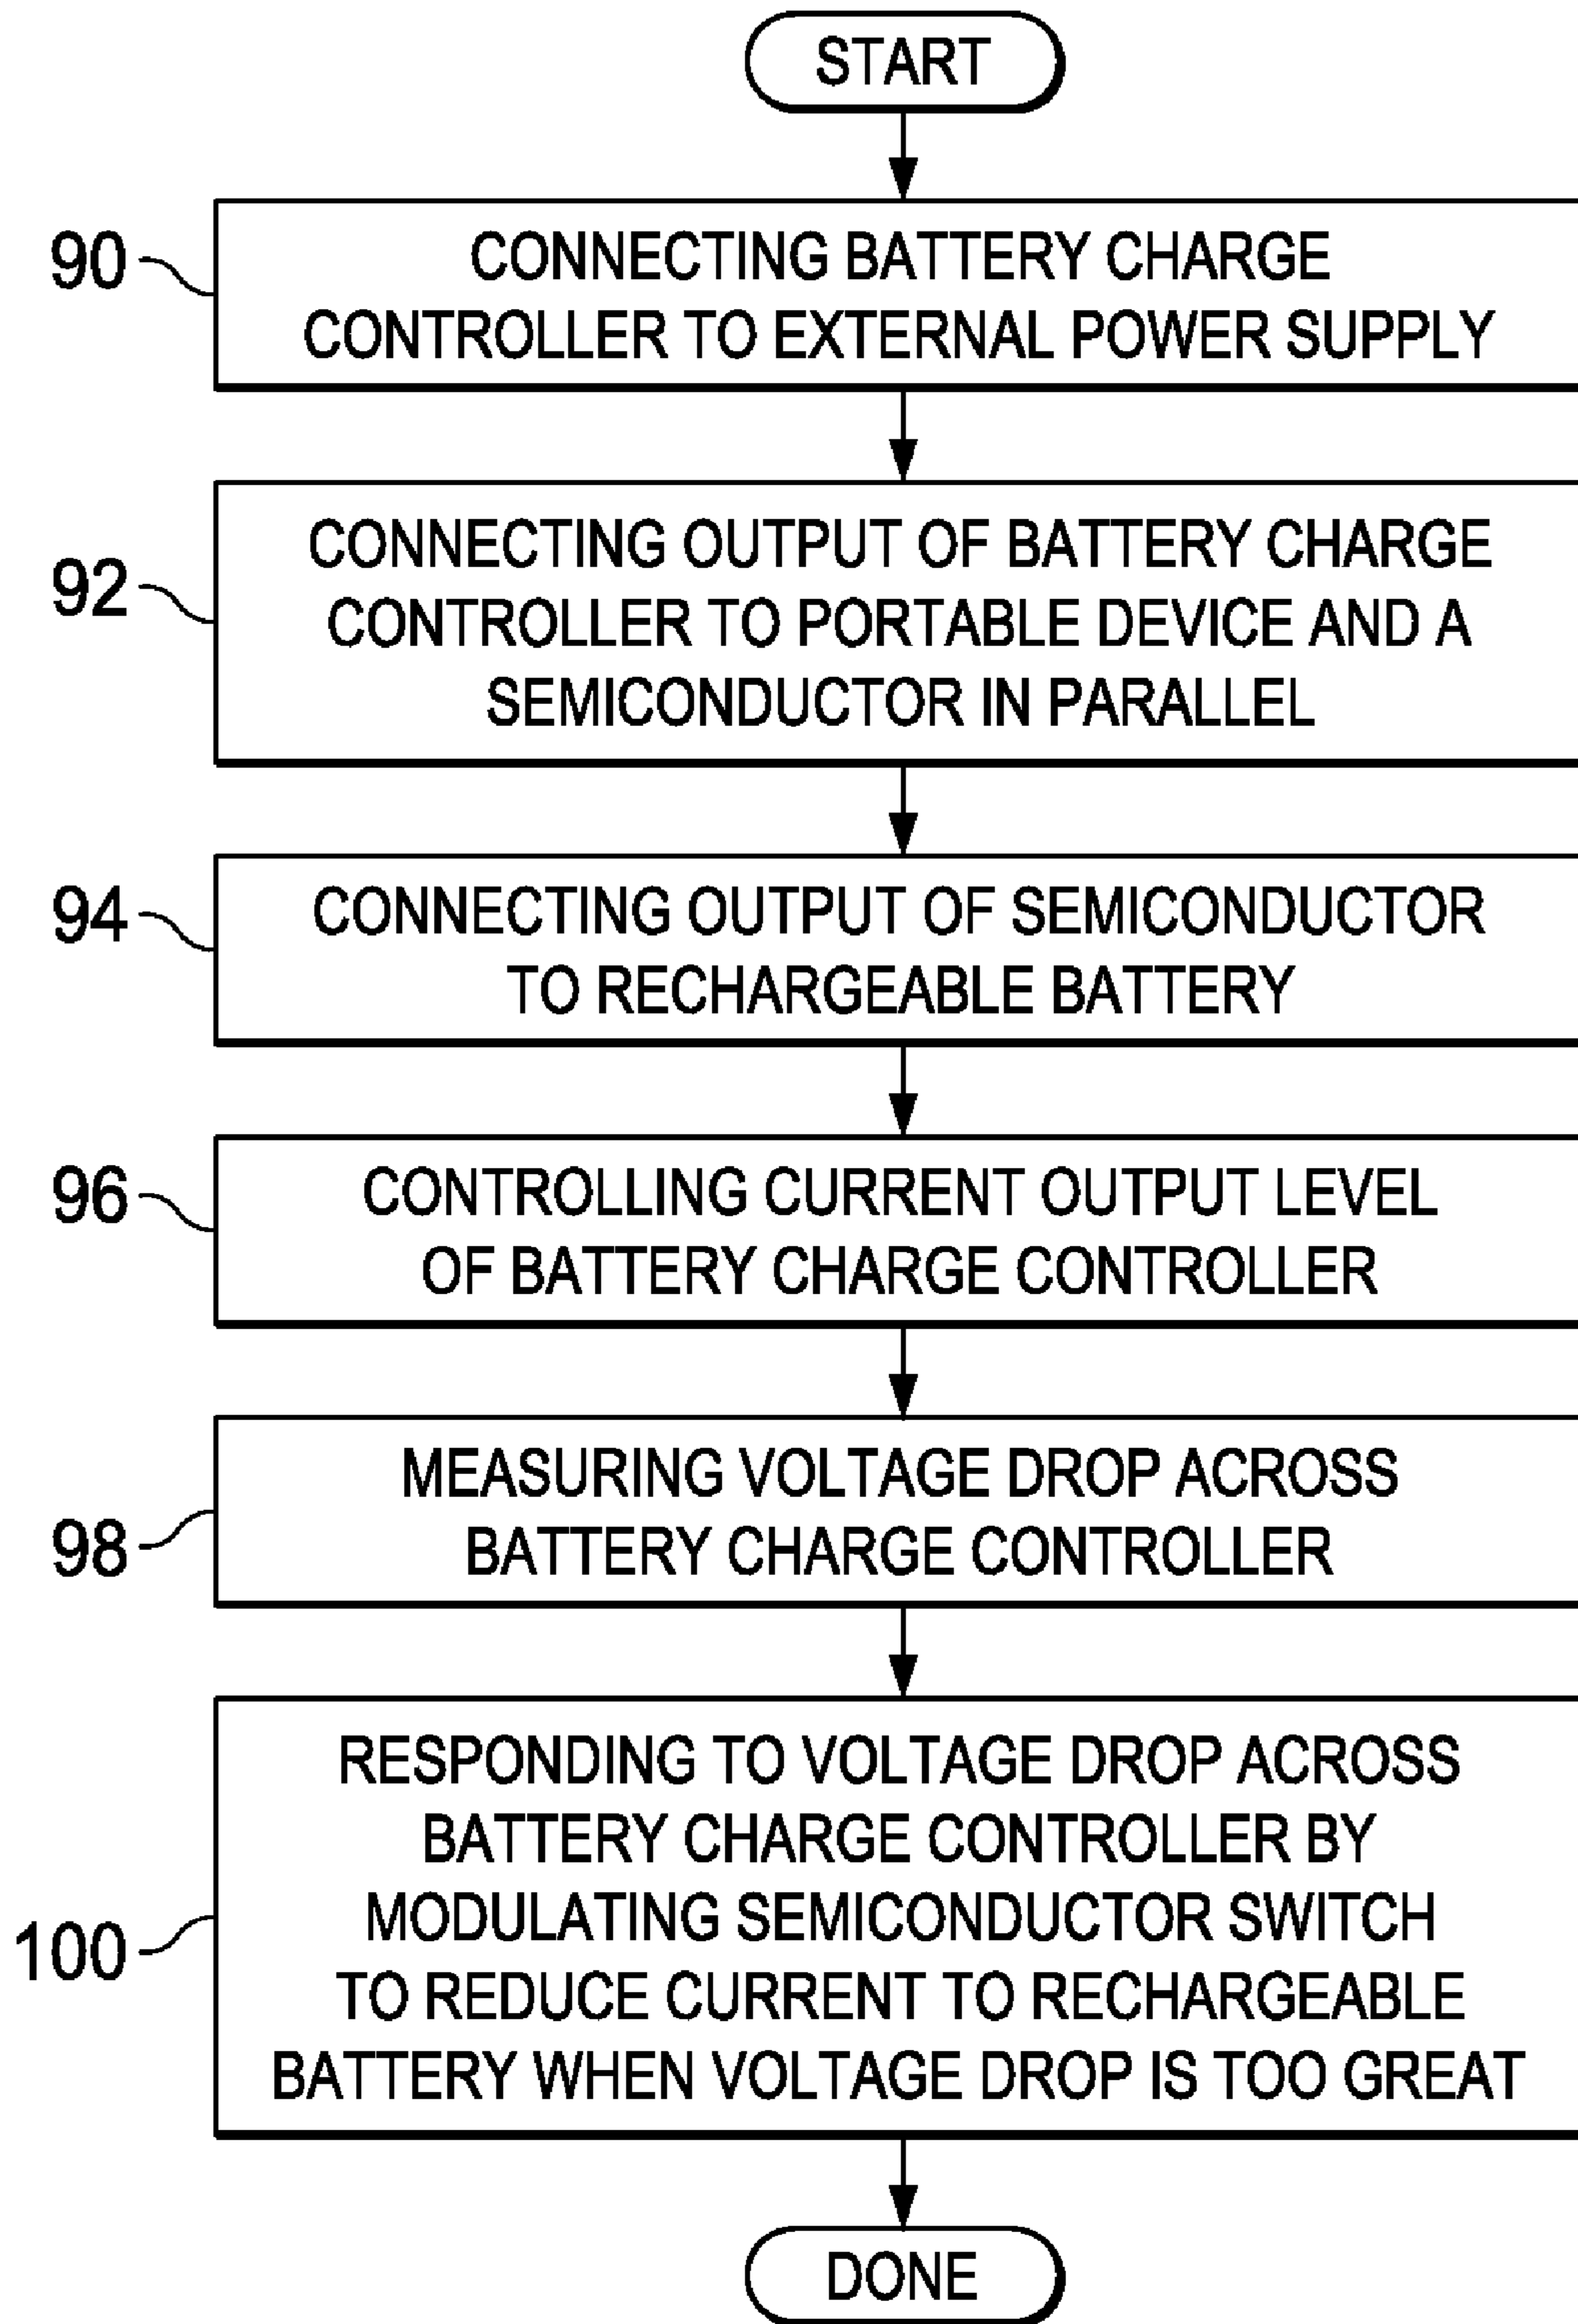 START
90
CONNECTING BATTERY CHARGE
CONTROLLER TO EXTERNAL POWER SUPPLY
92
CONNECTING OUTPUT OF BATTERY CHARGE
CONTROLLER TO PORTABLE DEVICE AND A
SEMICONDUCTOR IN PARALLEL
94
CONNECTING OUTPUT OF SEMICONDUCTOR
TO RECHARGEABLE BATTERY
96
CONTROLLING CURRENT OUTPUT LEVEL
OF BATTERY CHARGE CONTROLLER
98
MEASURING VOLTAGE DROP ACROSS
BATTERY CHARGE CONTROLLER
100
RESPONDING TO VOLTAGE DROP ACROSS
BATTERY CHARGE CONTROLLER BY
MODULATING SEMICONDUCTOR SWITCH
TO REDUCE CURRENT TO RECHARGEABLE
BATTERY WHEN VOLTAGE DROP IS TOO GREAT
DONE